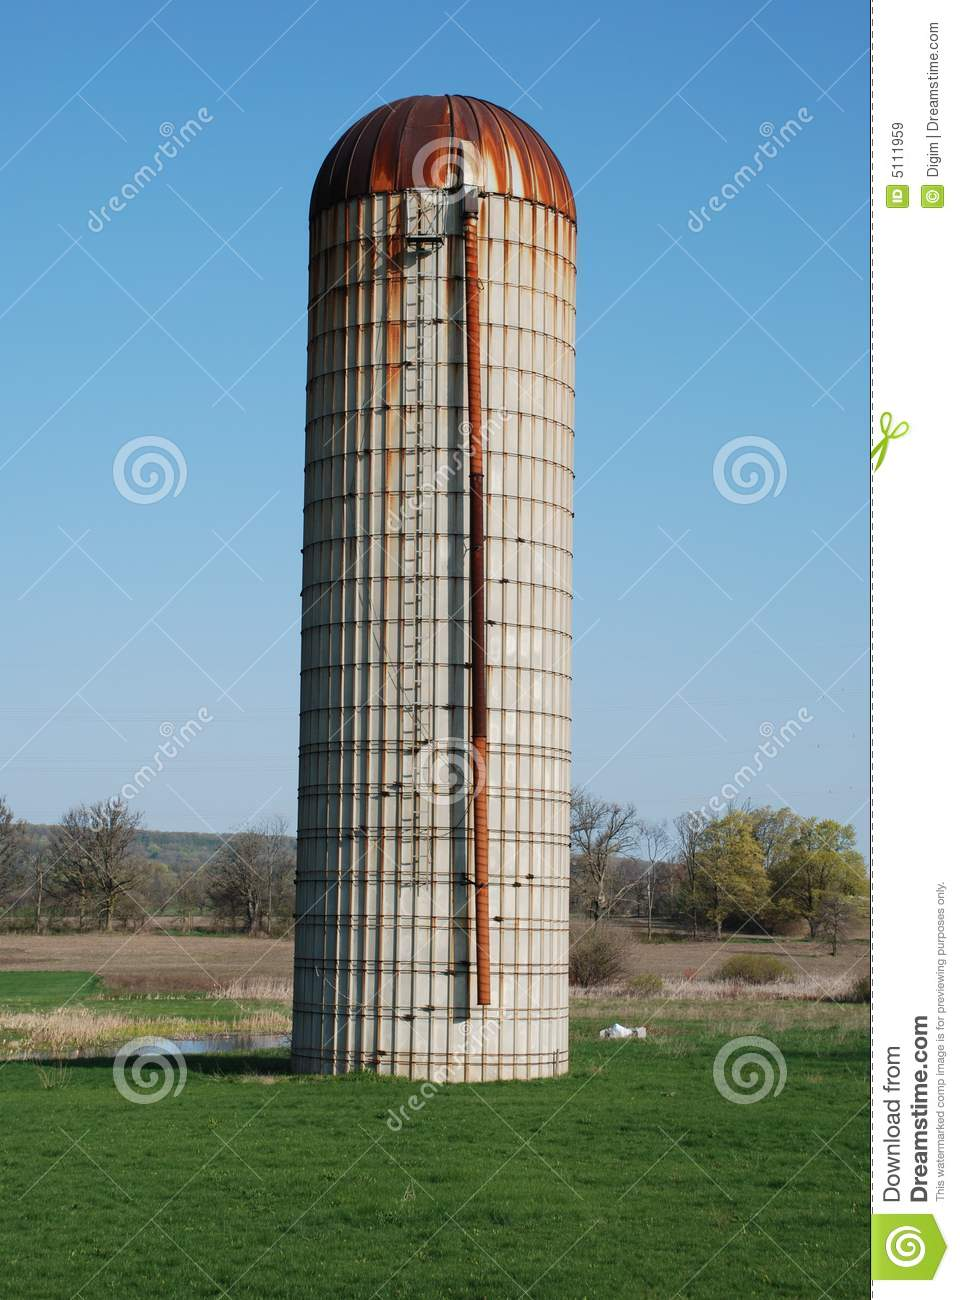 dreamstime
dreamstime
dreamstime
dreamstime
dreamstime
dreamstime
ID 5111959
© Digim | Dreamstime.com
Download from
Dreamstime.com
This watermarked comp image is for previewing purposes only.